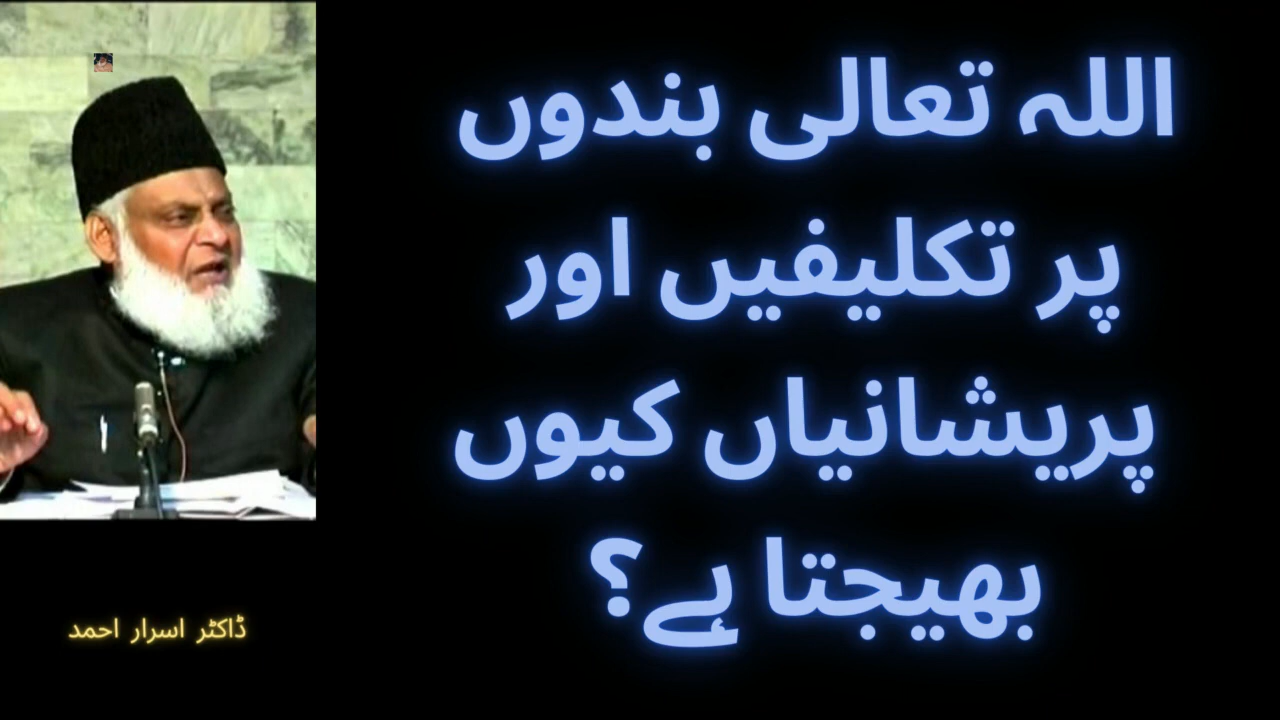 اللہ تعالی بندوں
پر تکلیفیں اور
پریشانیاں کیوں
بھیجتا ہے؟
ڈاکٹر اسرار احمد